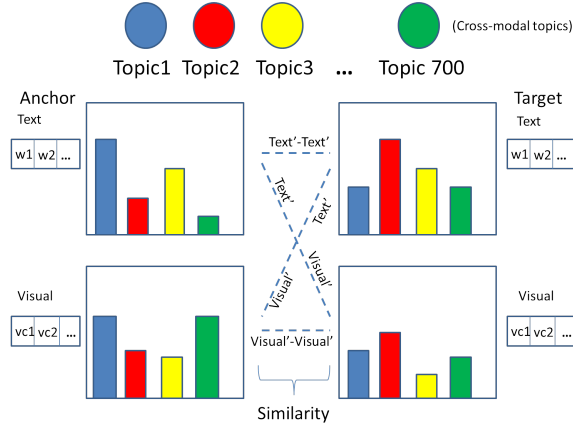 (Cross-modal topics)
Topic1 Topic2 Topic3 ... Topic 700
Anchor
Target
Text
Text
w1 w2 ...
w1 w2 ...
Text'-Text'
Text'
Text'
Visual'
Visual'
Visual
Visual
vc1 vc2 ...
vc1 vc2 ...
Visual'-Visual'
Similarity